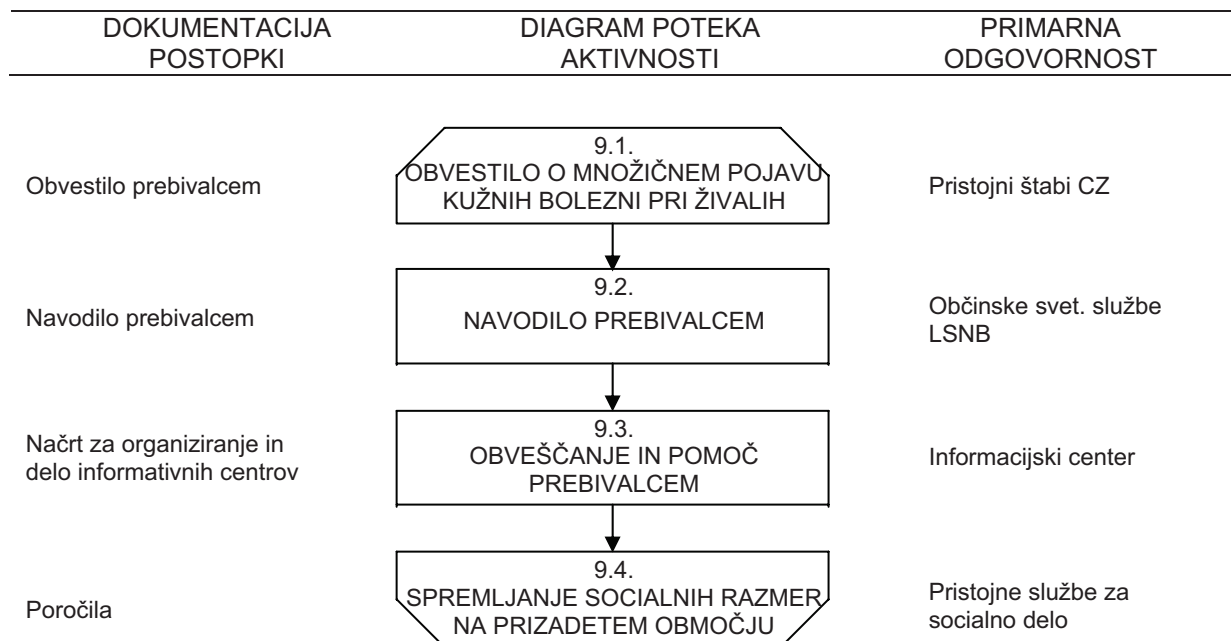 DOKUMENTACIJA
POSTOPKI
DIAGRAM POTEKA
AKTIVNOSTI
PRIMARNA
ODGOVORNOST
Obvestilo prebivalcem
9.1.
OBVESTILO O MNOŽIČNEM POJAVU
KUŽNIH BOLEZNI PRI ŽIVALIH
Pristojni štabi CZ
Navodilo prebivalcem
9.2.
NAVODILO PREBIVALCEM
Občinske svet. službe
LSNB
Načrt za organiziranje in
delo informativnih centrov
9.3.
OBVEŠČANJE IN POMOČ
PREBIVALCEM
Informacijski center
Poročila
9.4.
SPREMLJANJE SOCIALNIH RAZMER
NA PRIZADETEM OBMOČJU
Pristojne službe za
socialno delo